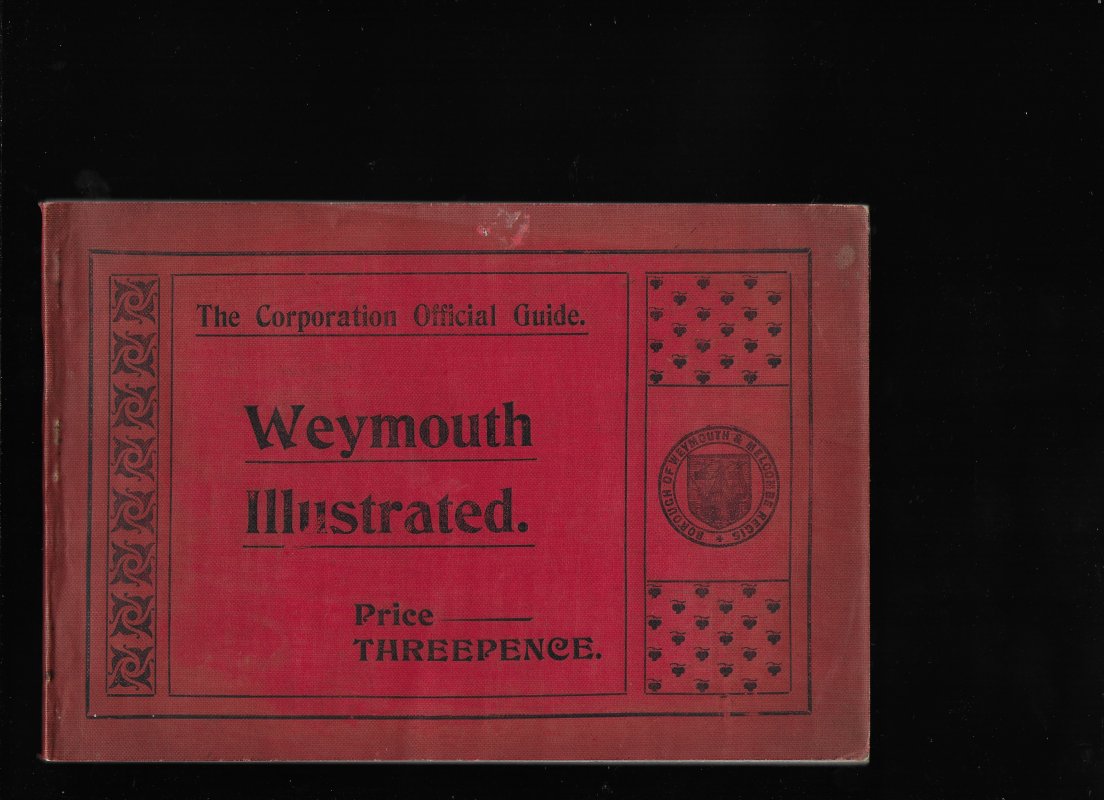 The Corporation Official Guide.
Weymouth
Illustrated.
Price
THREEPENCE.
BOROUGH OF WEYMOUTH & MELCOMBE REGIS